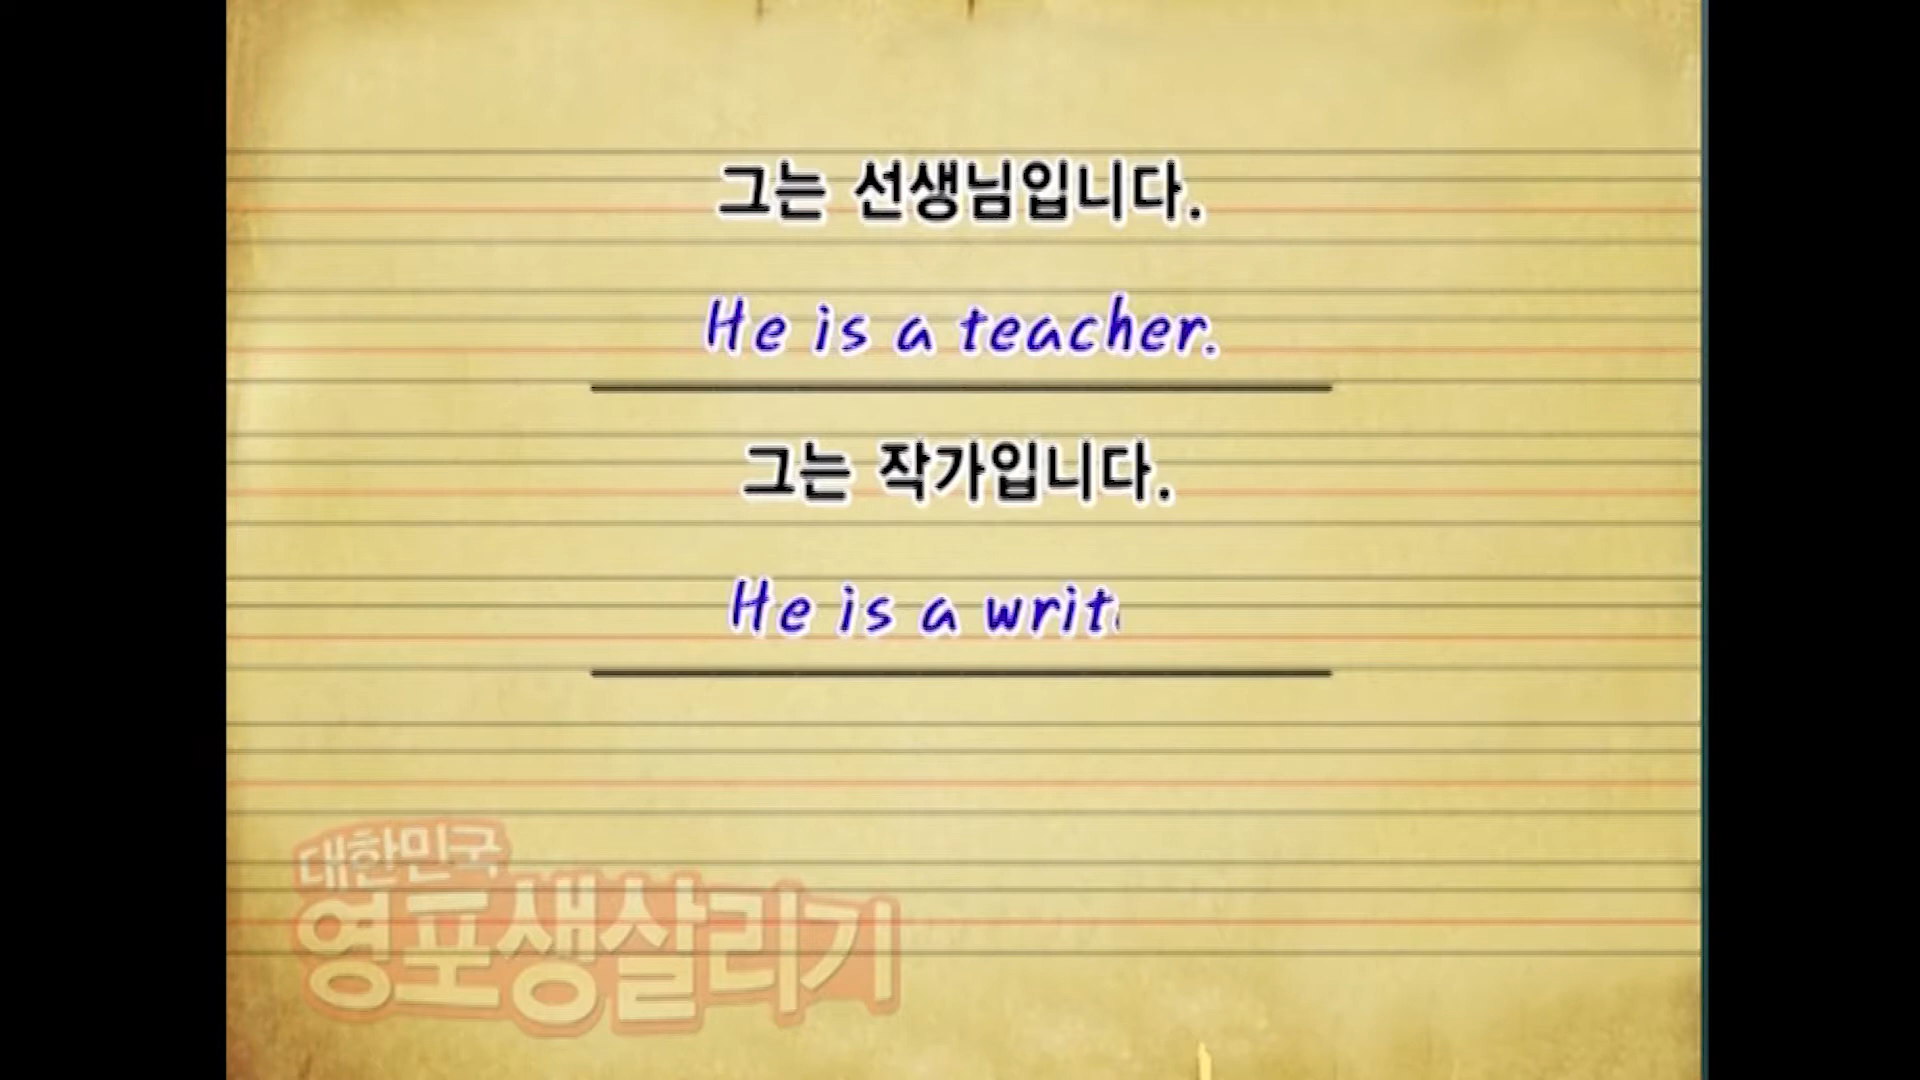 그는 선생님입니다.
He is a teacher.
그는 작가입니다.
He is a writ
대한민국
영포생살리기